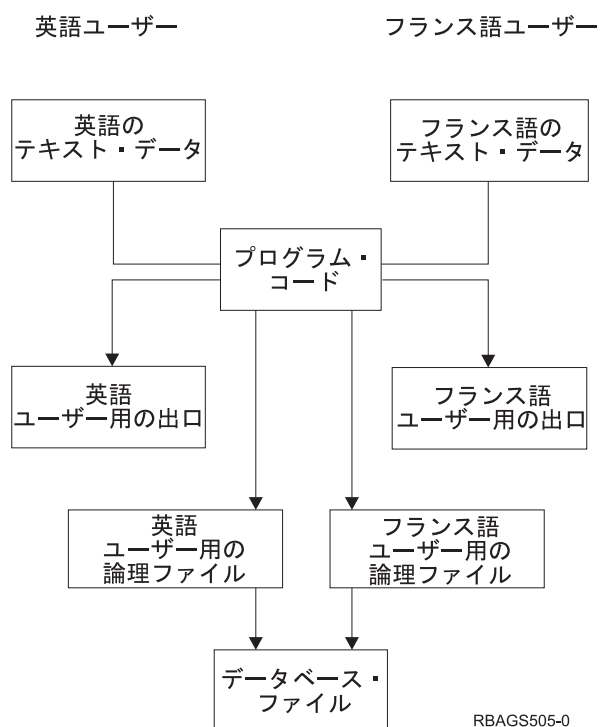 英語ユーザー
フランス語ユーザー
英語の
テキスト・データ
フランス語の
テキスト・データ
プログラム・
コード
英語
ユーザー用の出口
フランス語
ユーザー用の出口
英語
ユーザー用の
論理ファイル
フランス語
ユーザー用の
論理ファイル
データベース・
ファイル
RBAGS505-0